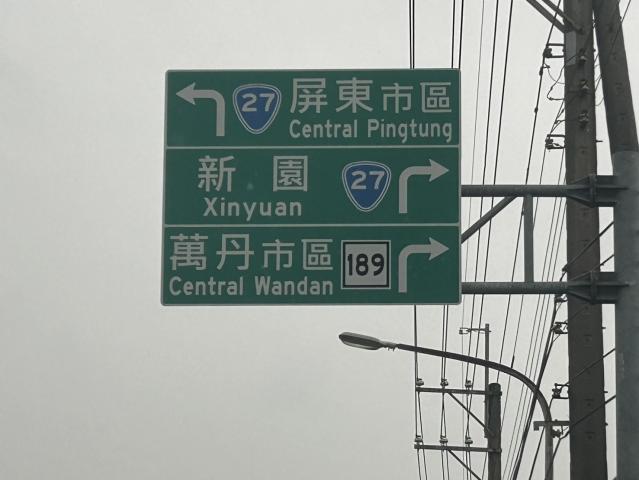 27 屏東市區
Central Pingtung
新園 27
Xinyuan
萬丹市區 189
Central Wandan